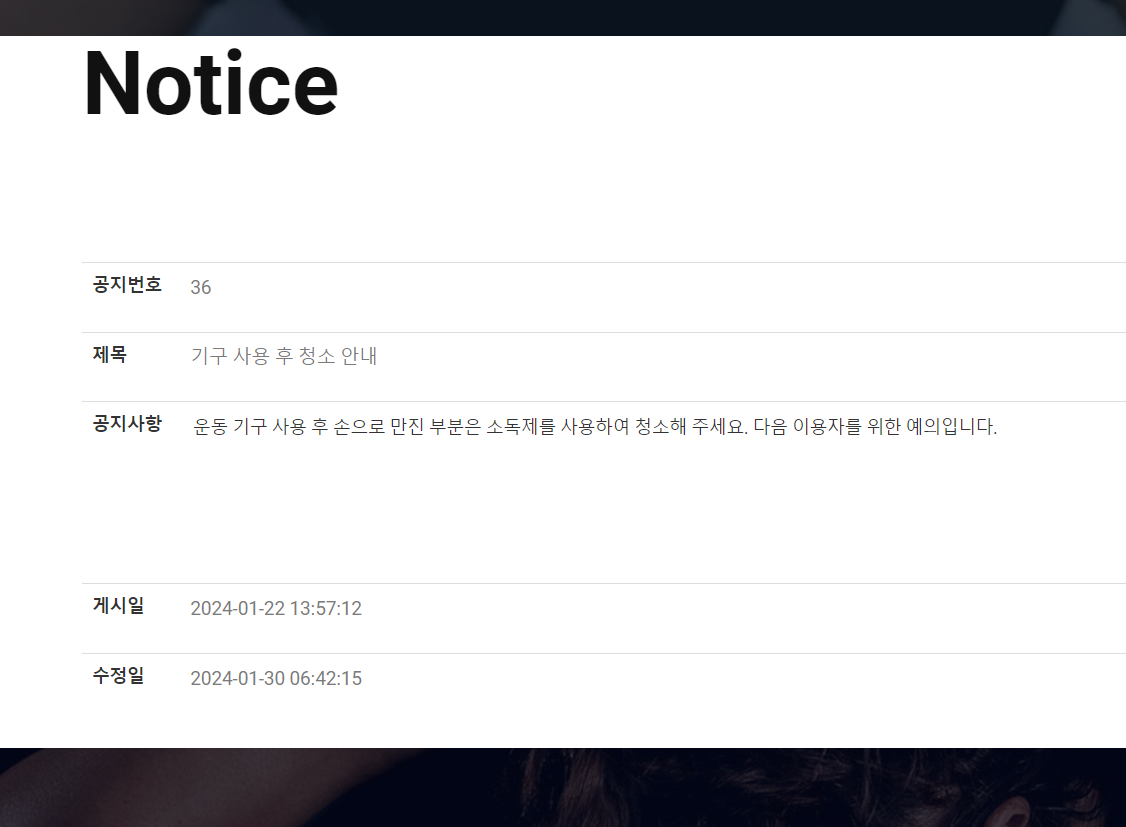 Notice
공지번호 36
제목 기구 사용 후 청소 안내
공지사항 운동 기구 사용 후 손으로 만진 부분은 소독제를 사용하여 청소해 주세요. 다음 이용자를 위한 예의입니다.
게시일 2024-01-22 13:57:12
수정일 2024-01-30 06:42:15